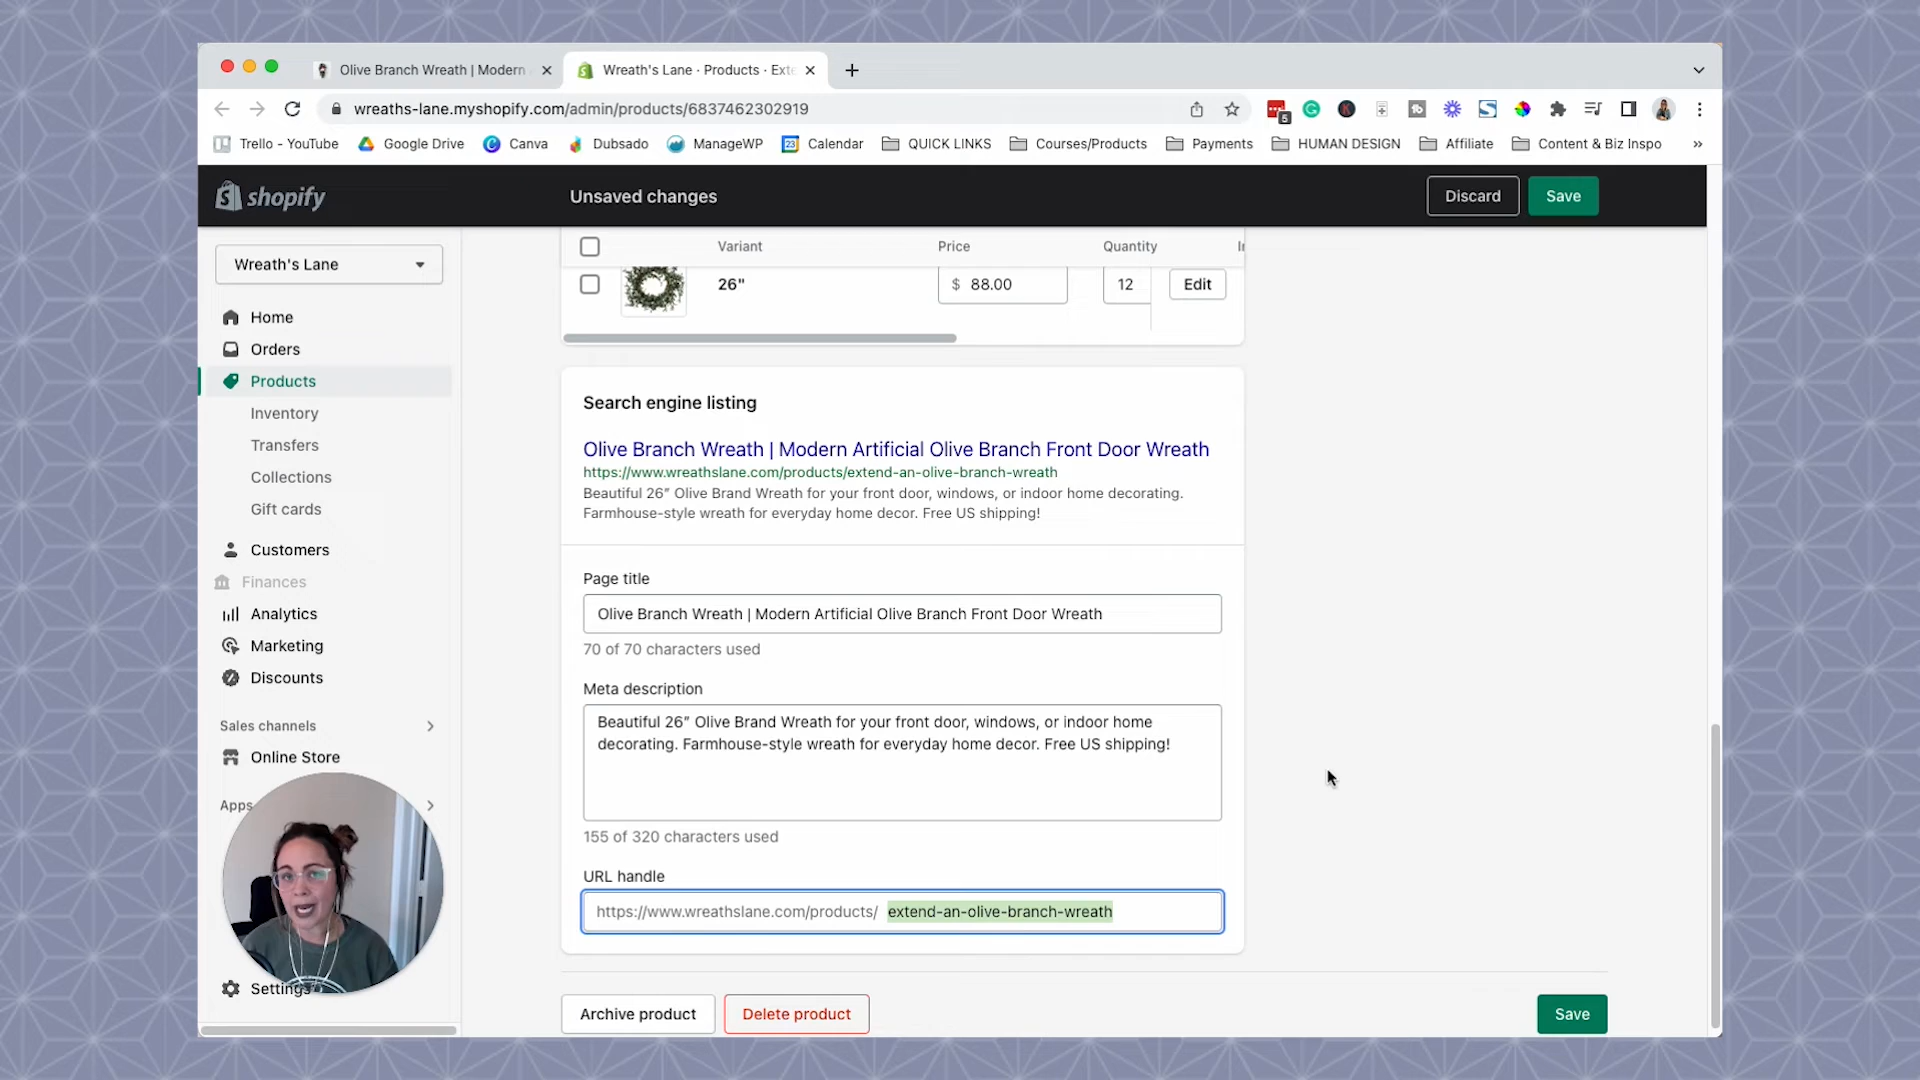 Olive Branch Wreath | Modern
Wreath's Lane · Products · Exte
wreaths-lane.myshopify.com/admin/products/6837462302919
5
Trello - YouTube
Google Drive
Canva
Dubsado
ManageWP
23
Calendar
QUICK LINKS
Courses/Products
Payments
HUMAN DESIGN
Affiliate
Content & Biz Inspo
»
shopify
Unsaved changes
Discard
Save
Wreath's Lane
Home
Orders
Products
Inventory
Transfers
Collections
Gift cards
Customers
Finances
Analytics
Marketing
Discounts
Sales channels
Online Store
Apps
Settings
Variant
Price
Quantity
26"
$ 88.00
12
Edit
Search engine listing
Olive Branch Wreath | Modern Artificial Olive Branch Front Door Wreath
https://www.wreathslane.com/products/extend-an-olive-branch-wreath
Beautiful 26” Olive Brand Wreath for your front door, windows, or indoor home decorating.
Farmhouse-style wreath for everyday home decor. Free US shipping!
Page title
Olive Branch Wreath | Modern Artificial Olive Branch Front Door Wreath
70 of 70 characters used
Meta description
Beautiful 26” Olive Brand Wreath for your front door, windows, or indoor home
decorating. Farmhouse-style wreath for everyday home decor. Free US shipping!
155 of 320 characters used
URL handle
https://www.wreathslane.com/products/ extend-an-olive-branch-wreath
Archive product
Delete product
Save